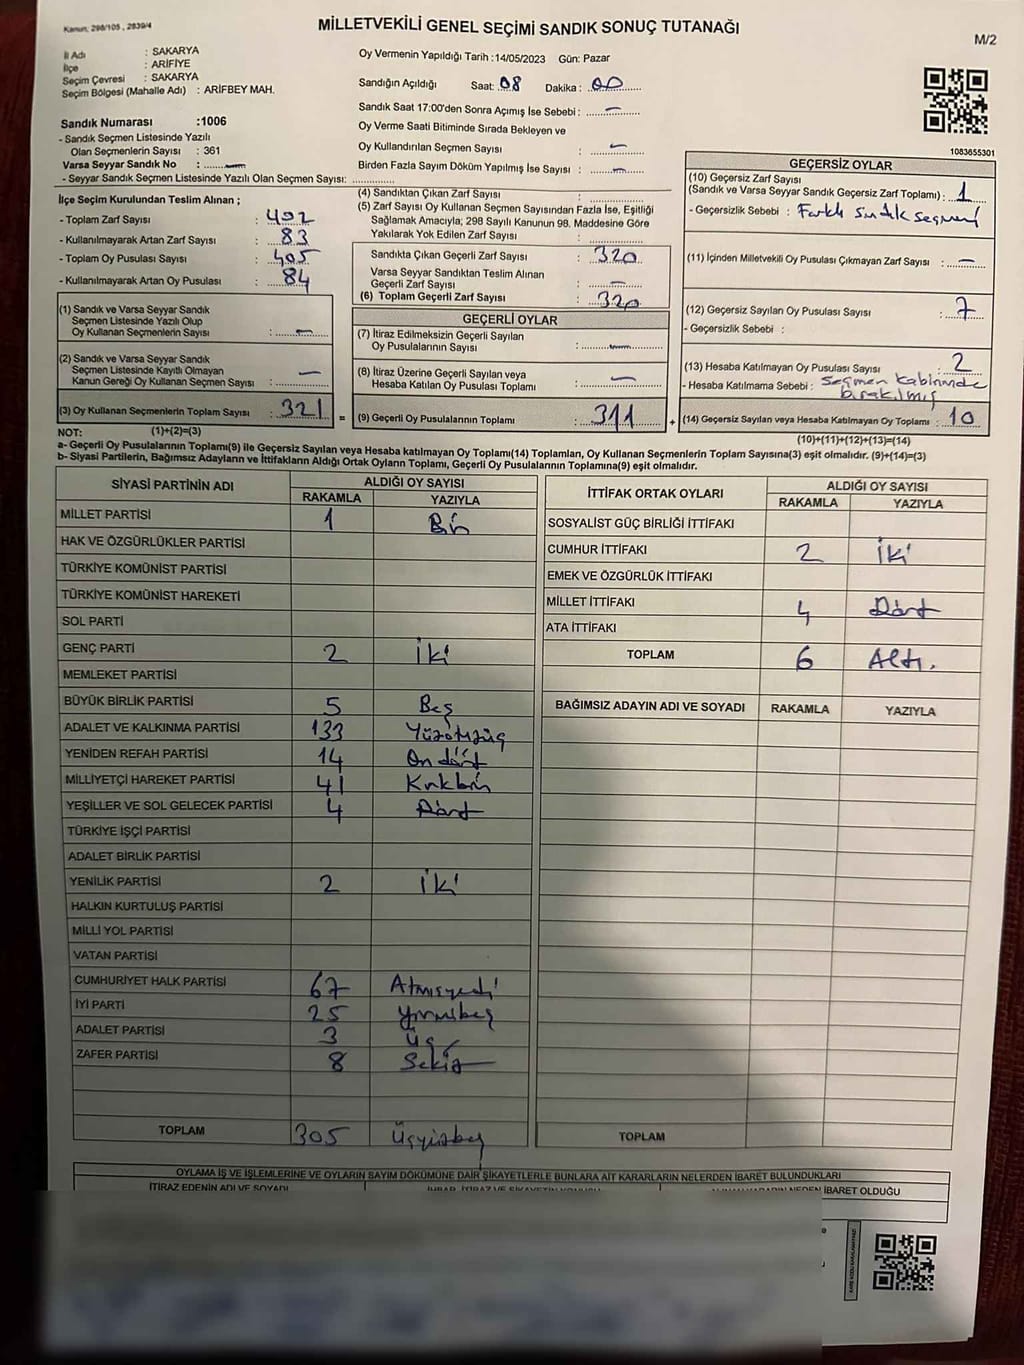 Kanun: 298/105 , 2839/4
MİLLETVEKİLİ GENEL SEÇİMİ SANDIK SONUÇ TUTANAĞI
M/2
İl Adı : SAKARYA
İlçe : ARİFİYE
Seçim Çevresi : SAKARYA
Seçim Bölgesi (Mahalle Adı) : ARİFBEY MAH.
Oy Vermenin Yapıldığı Tarih :14/05/2023 Gün: Pazar
Sandığın Açıldığı Saat: 08 Dakika : 00
Sandık Saat 17:00'den Sonra Açımış İse Sebebi : —
Oy Verme Saati Bitiminde Sırada Bekleyen ve
Oy Kullandırılan Seçmen Sayısı : —
Birden Fazla Sayım Döküm Yapılmış İse Sayısı : —
Sandık Numarası :1006
- Sandık Seçmen Listesinde Yazılı
Olan Seçmenlerin Sayısı : 361
Varsa Seyyar Sandık No : —
- Seyyar Sandık Seçmen Listesinde Yazılı Olan Seçmen Sayısı:
1083655301
İlçe Seçim Kurulundan Teslim Alınan ;
- Toplam Zarf Sayısı : 402
- Kullanılmayarak Artan Zarf Sayısı : 83
- Toplam Oy Pusulası Sayısı : 405
- Kullanılmayarak Artan Oy Pusulası : 84
(1) Sandık ve Varsa Seyyar Sandık
Seçmen Listesinde Yazılı Olup
Oy Kullanan Seçmenlerin Sayısı : —
(2) Sandık ve Varsa Seyyar Sandık
Seçmen Listesinde Kayıtlı Olmayan
Kanun Gereği Oy Kullanan Seçmen Sayısı : —
(3) Oy Kullanan Seçmenlerin Toplam Sayısı : 321 =
(4) Sandıktan Çıkan Zarf Sayısı :
(5) Zarf Sayısı Oy Kullanan Seçmen Sayısından Fazla İse, Eşitliği
Sağlamak Amacıyla; 298 Sayılı Kanunun 98. Maddesine Göre
Yakılarak Yok Edilen Zarf Sayısı :
Sandıkta Çıkan Geçerli Zarf Sayısı : 320
Varsa Seyyar Sandıktan Teslim Alınan
Geçerli Zarf Sayısı : —
(6) Toplam Geçerli Zarf Sayısı : 320
GEÇERLİ OYLAR
(7) İtiraz Edilmeksizin Geçerli Sayılan
Oy Pusulalarının Sayısı : —
(8) İtiraz Üzerine Geçerli Sayılan veya
Hesaba Katılan Oy Pusulası Toplamı : —
(9) Geçerli Oy Pusulalarının Toplamı : 311 +
GEÇERSİZ OYLAR
(10) Geçersiz Zarf Sayısı
(Sandık ve Varsa Seyyar Sandık Geçersiz Zarf Toplamı) : 1
- Geçersizlik Sebebi : Farklı sındık seçmeni
(11) İçinden Milletvekili Oy Pusulası Çıkmayan Zarf Sayısı : —
(12) Geçersiz Sayılan Oy Pusulası Sayısı : 7
- Geçersizlik Sebebi :
(13) Hesaba Katılmayan Oy Pusulası Sayısı : 2
- Hesaba Katılmama Sebebi : Seçmen kabininde
bırakılmış
(14) Geçersiz Sayılan veya Hesaba Katılmayan Oy Toplamı : 10
NOT: (1)+(2)=(3)
(10)+(11)+(12)+(13)=(14)
a- Geçerli Oy Pusulalarının Toplamı(9) ile Geçersiz Sayılan veya Hesaba katılmayan Oy Toplamı(14) Toplamları, Oy Kullanan Seçmenlerin Toplam Sayısına(3) eşit olmalıdır. (9)+(14)=(3)
b- Siyasi Partilerin, Bağımsız Adayların ve İttifakların Aldığı Ortak Oyların Toplamı, Geçerli Oy Pusulalarının Toplamına(9) eşit olmalıdır.
SİYASİ PARTİNİN ADI ALDIĞI OY SAYISI
RAKAMLA YAZIYLA
MİLLET PARTİSİ 1 Bir
HAK VE ÖZGÜRLÜKLER PARTİSİ
TÜRKİYE KOMÜNİST PARTİSİ
TÜRKİYE KOMÜNİST HAREKETİ
SOL PARTİ
GENÇ PARTİ 2 İki
MEMLEKET PARTİSİ
BÜYÜK BİRLİK PARTİSİ 5 Beş
ADALET VE KALKINMA PARTİSİ 133 Yüzotuzüç
YENİDEN REFAH PARTİSİ 14 On dört
MİLLİYETÇİ HAREKET PARTİSİ 41 Kırkbir
YEŞİLLER VE SOL GELECEK PARTİSİ 4 Dört
TÜRKİYE İŞÇİ PARTİSİ
ADALET BİRLİK PARTİSİ
YENİLİK PARTİSİ 2 İki
HALKIN KURTULUŞ PARTİSİ
MİLLİ YOL PARTİSİ
VATAN PARTİSİ
CUMHURİYET HALK PARTİSİ 67 Atmışyedi
İYİ PARTİ 25 yirmibeş
ADALET PARTİSİ 3 Üç
ZAFER PARTİSİ 8 Sekiz
TOPLAM 305 Üçyüzbeş
İTTİFAK ORTAK OYLARI ALDIĞI OY SAYISI
RAKAMLA YAZIYLA
SOSYALİST GÜÇ BİRLİĞİ İTTİFAKI
CUMHUR İTTİFAKI 2 İki
EMEK VE ÖZGÜRLÜK İTTİFAKI
MİLLET İTTİFAKI 4 Dört
ATA İTTİFAKI
TOPLAM 6 Altı.
BAĞIMSIZ ADAYIN ADI VE SOYADI RAKAMLA YAZIYLA
TOPLAM
OYLAMA İŞ VE İŞLEMLERİNE VE OYLARIN SAYIM DÖKÜMÜNE DAİR ŞİKAYETLERLE BUNLARA AİT KARARLARIN NELERDEN İBARET BULUNDUKLARI
İTİRAZ EDENİN ADI VE SOYADI
İBARET OLDUĞU